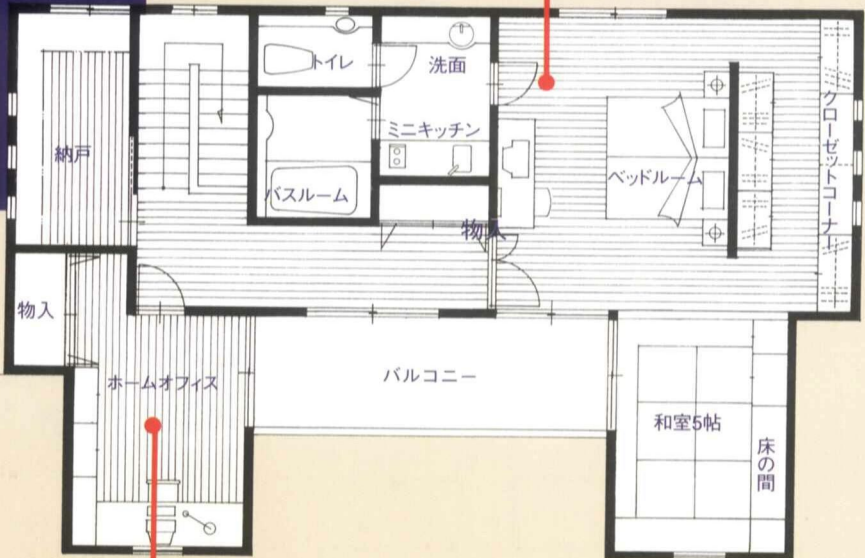 トイレ
洗面
納戸
ミニキッチン
クローゼットコーナー
バスルーム
ベッドルーム
物入
物入
ホームオフィス
バルコニー
和室5帖
床の間